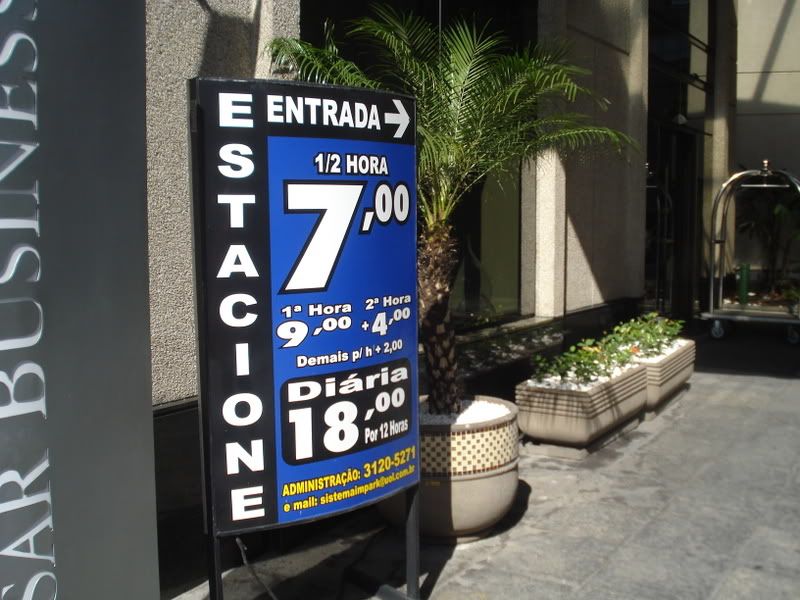 SAR BUSINESS
ESTACIONE
ENTRADA →
1/2 HORA
7,00
1ª Hora 2ª Hora
9,00 + 4,00
Demais p/ h + 2,00
Diária
18,00
Por 12 Horas
ADMINISTRAÇÃO: 3120-5271
e mail: sistemaimpark@uol.com.br